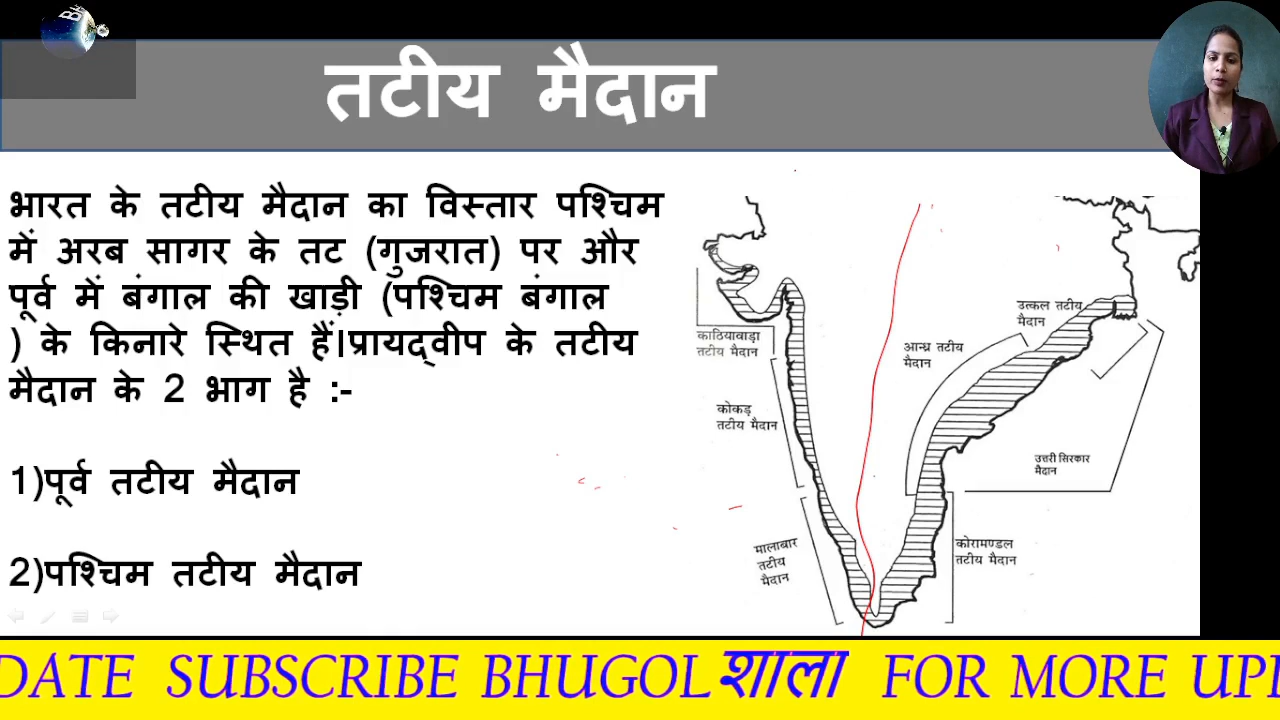 तटीय मैदान
भारत के तटीय मैदान का विस्तार पश्चिम
में अरब सागर के तट (गुजरात) पर और
पूर्व में बंगाल की खाड़ी (पश्चिम बंगाल
) के किनारे स्थित हैं।प्रायद्वीप के तटीय
मैदान के 2 भाग है :-
1)पूर्व तटीय मैदान
2)पश्चिम तटीय मैदान
काठियावाड़ा
तटीय मैदान
कोकड़
तटीय मैदान
मालाबार
तटीय
मैदान
उत्कल तटीय
मैदान
आन्ध्र तटीय
मैदान
उत्तरी सिरकार
मैदान
कोरामण्डल
तटीय मैदान
DATE SUBSCRIBE BHUGOL शाला FOR MORE UPI